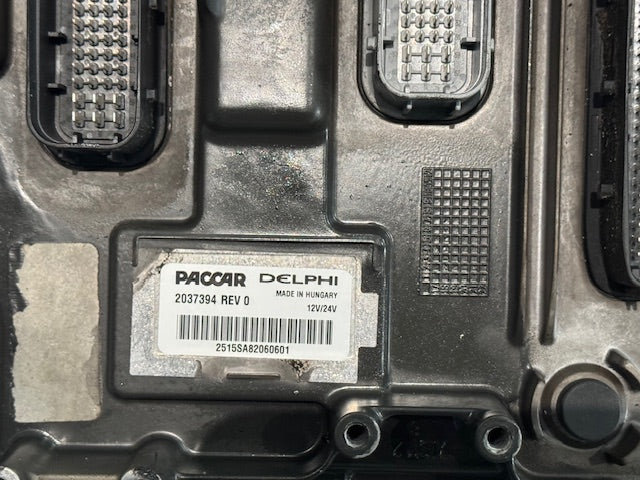 PACCAR DELPHI
MADE IN HUNGARY
2037394 REV 0
12V/24V
2515SA82060601